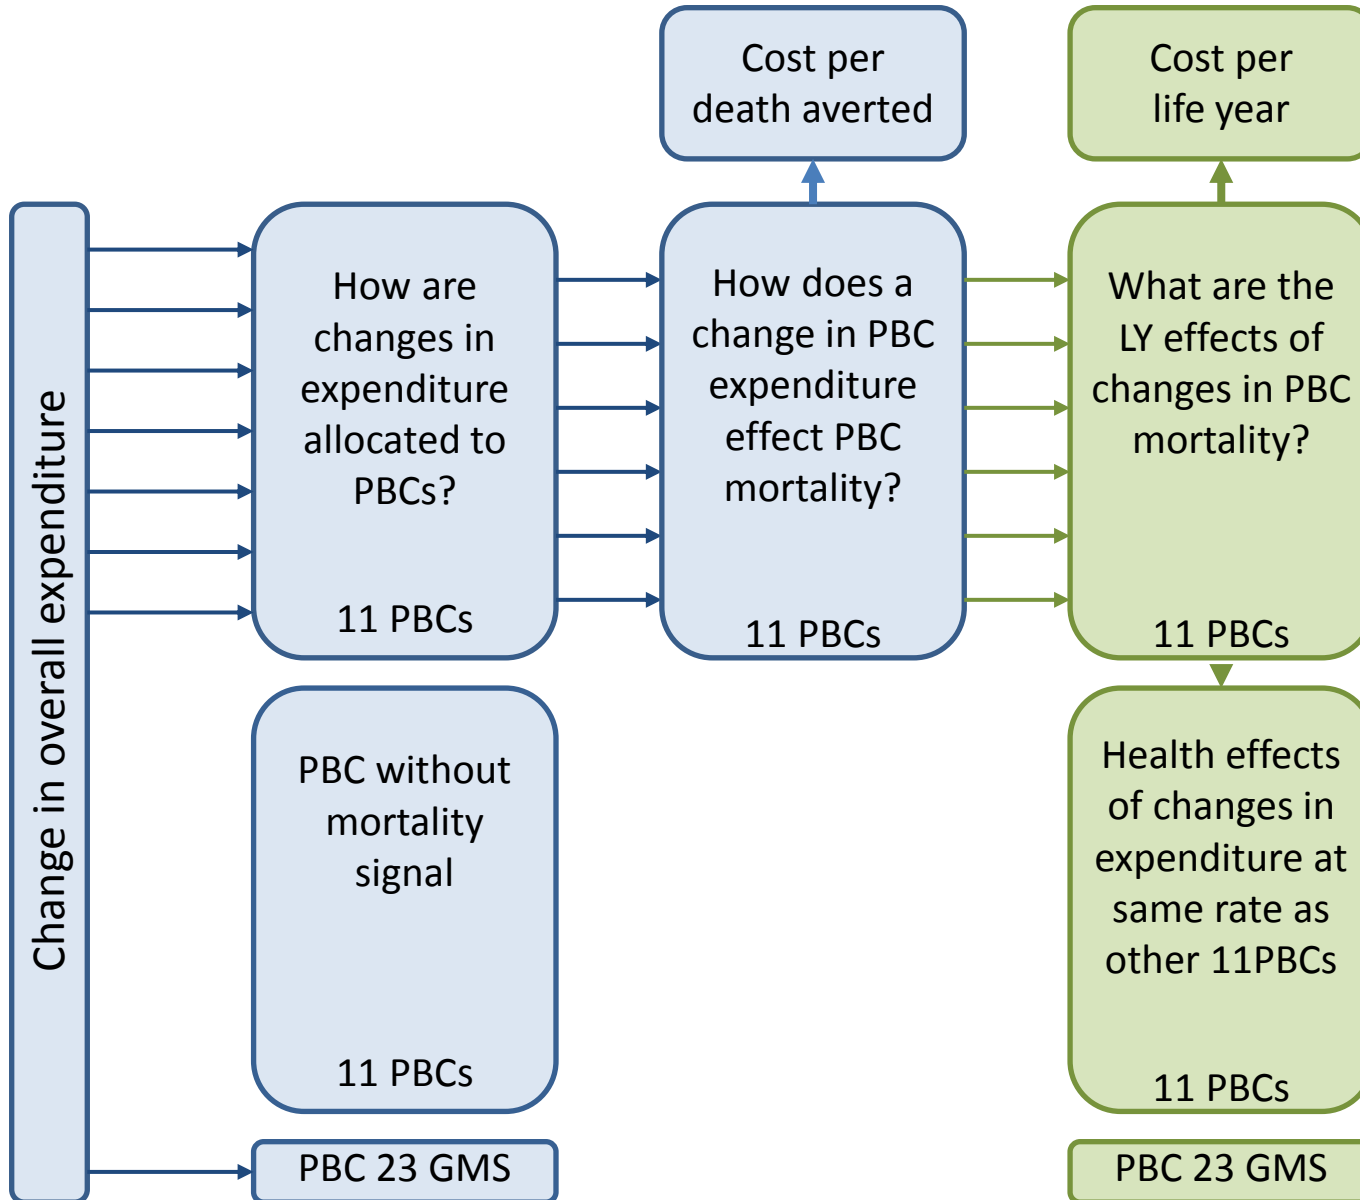 Cost per
death averted
Cost per
life year
Change in overall expenditure
How are
changes in
expenditure
allocated to
PBCs?
11 PBCs
How does a
change in PBC
expenditure
effect PBC
mortality?
11 PBCs
What are the
LY effects of
changes in PBC
mortality?
11 PBCs
PBC without
mortality
signal
11 PBCs
Health effects
of changes in
expenditure at
same rate as
other 11PBCs
11 PBCs
PBC 23 GMS
PBC 23 GMS